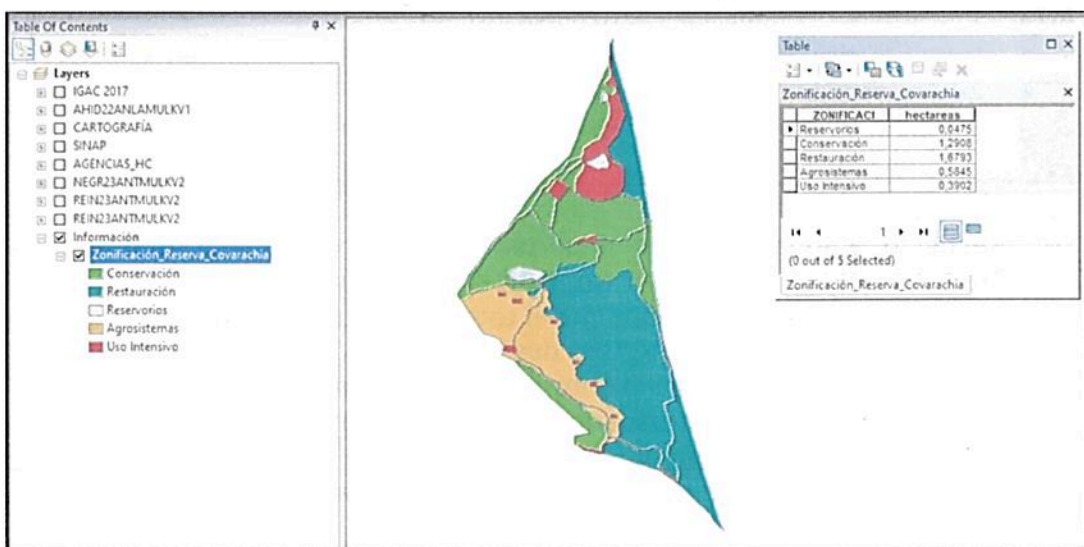 Table Of Contents
Layers
IGAC 2017
AHID22ANLAMULKV1
CARTOGRAFÍA
SINAP
AGENCIAS_HC
NEGR23ANTMULKV2
REIN23ANTMULKV2
REIN23ANTMULKV2
Información
Zonificación_Reserva_Covarachia
Conservación
Restauración
Reservorios
Agrosistemas
Uso Intensivo
Table
Zonificación_Reserva_Covarachia
ZONIFICACI hectareas
Reservorios 0,0475
Conservación 1,2908
Restauración 1,6793
Agrosistemas 0,5845
Uso Intensivo 0,3902
1
(0 out of 5 Selected)
Zonificación_Reserva_Covarachia